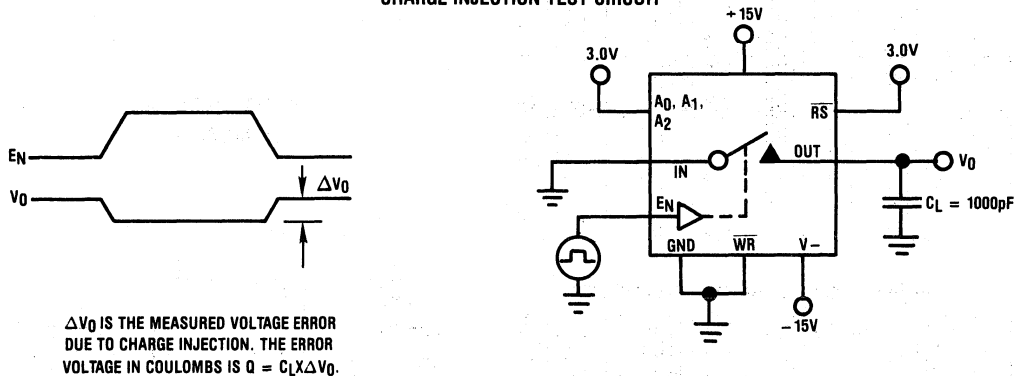 CHARGE INJECTION TEST CIRCUIT
+15V
3.0V
3.0V
A0, A1,
A2
RS
EN
IN
OUT
V0
ΔV0
V0
CL = 1000pF
EN
GND
WR
V-
-15V
ΔV0 IS THE MEASURED VOLTAGE ERROR
DUE TO CHARGE INJECTION. THE ERROR
VOLTAGE IN COULOMBS IS Q = CLXΔV0.